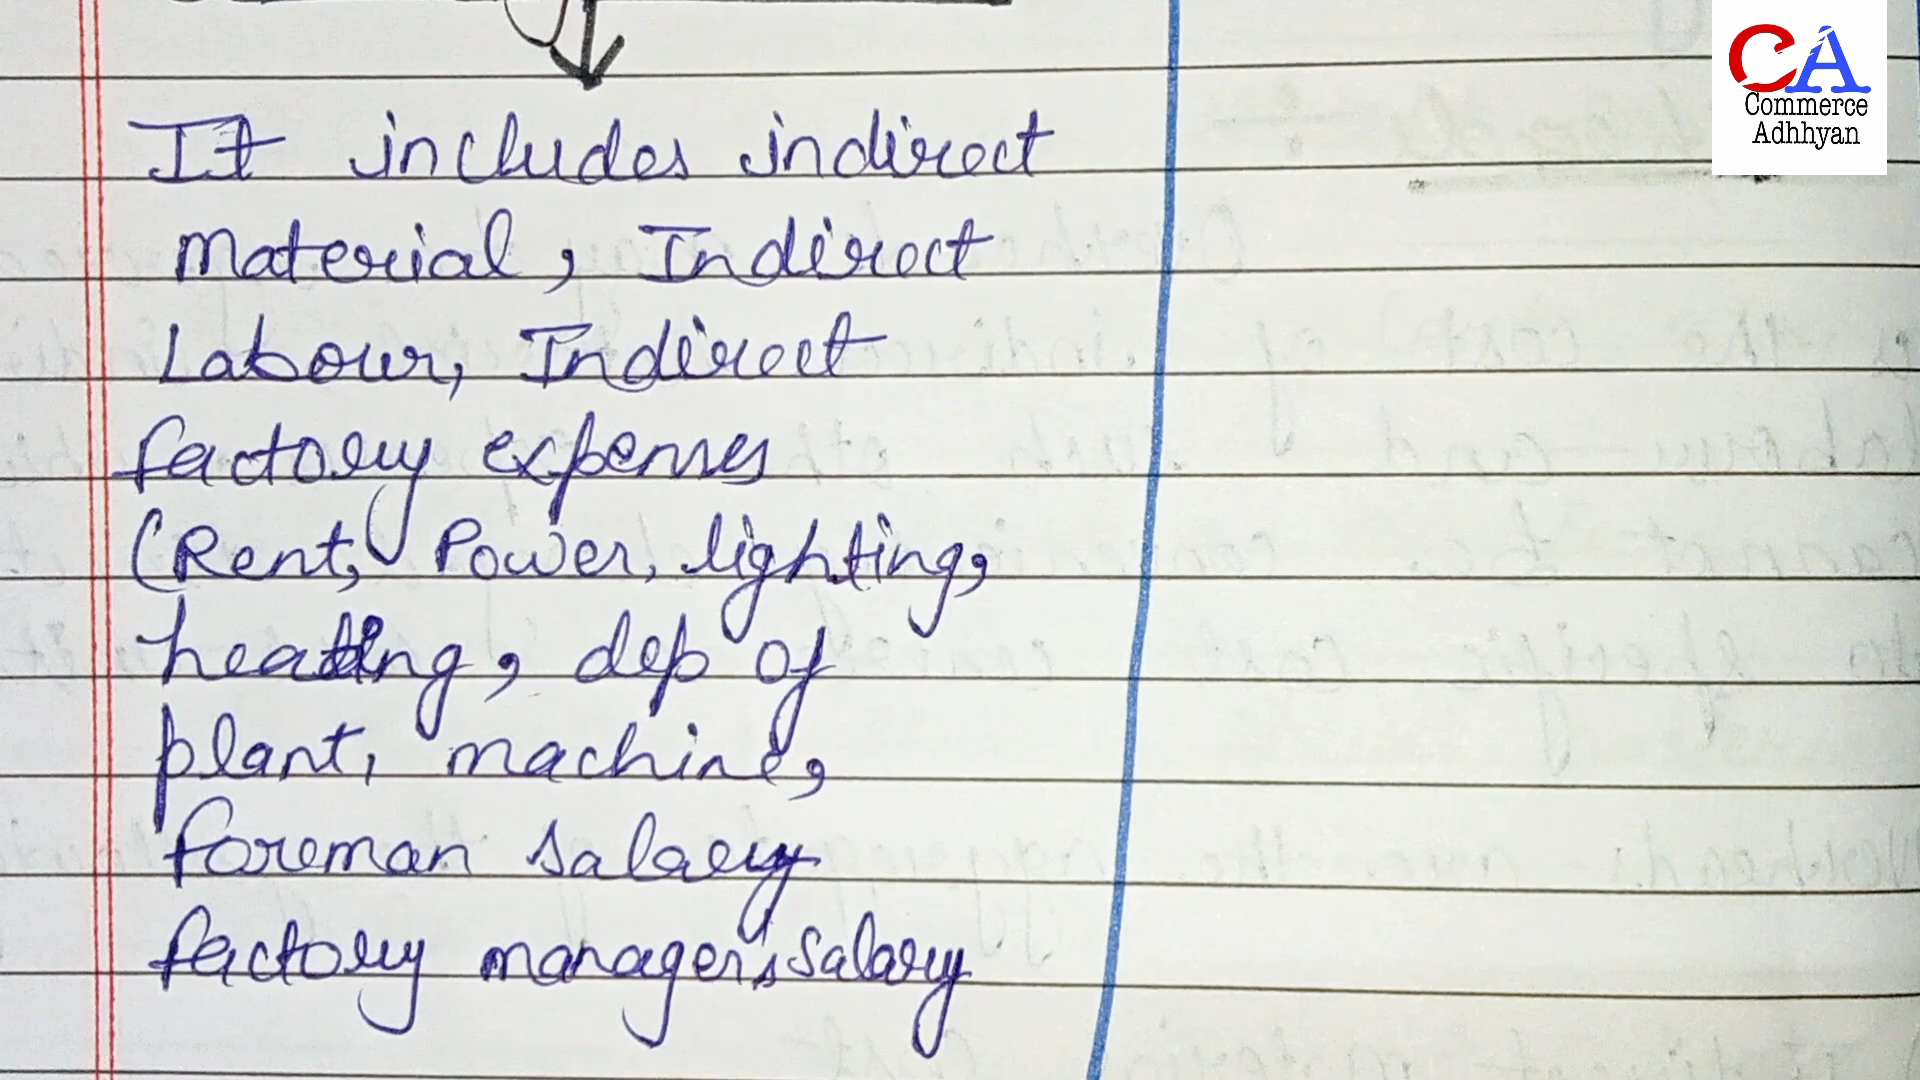 It includes indirect
Material, Indirect
Labour, Indirect
factory expenses
(Rent, Power, lighting,
heating, dep of
plant, machine,
foreman salary
factory manager's salary
CA
Commerce
Adhhyan